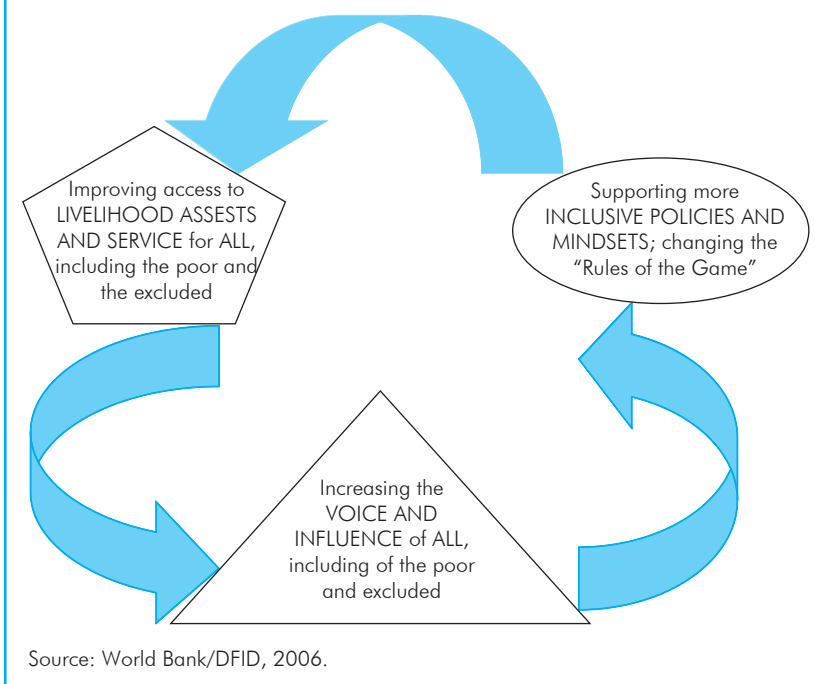 Improving access to
LIVELIHOOD ASSESTS
AND SERVICE for ALL,
including the poor and
the excluded
Supporting more
INCLUSIVE POLICIES AND
MINDSETS; changing the
“Rules of the Game”
Increasing the
VOICE AND
INFLUENCE of ALL,
including of the poor
and excluded
Source: World Bank/DFID, 2006.